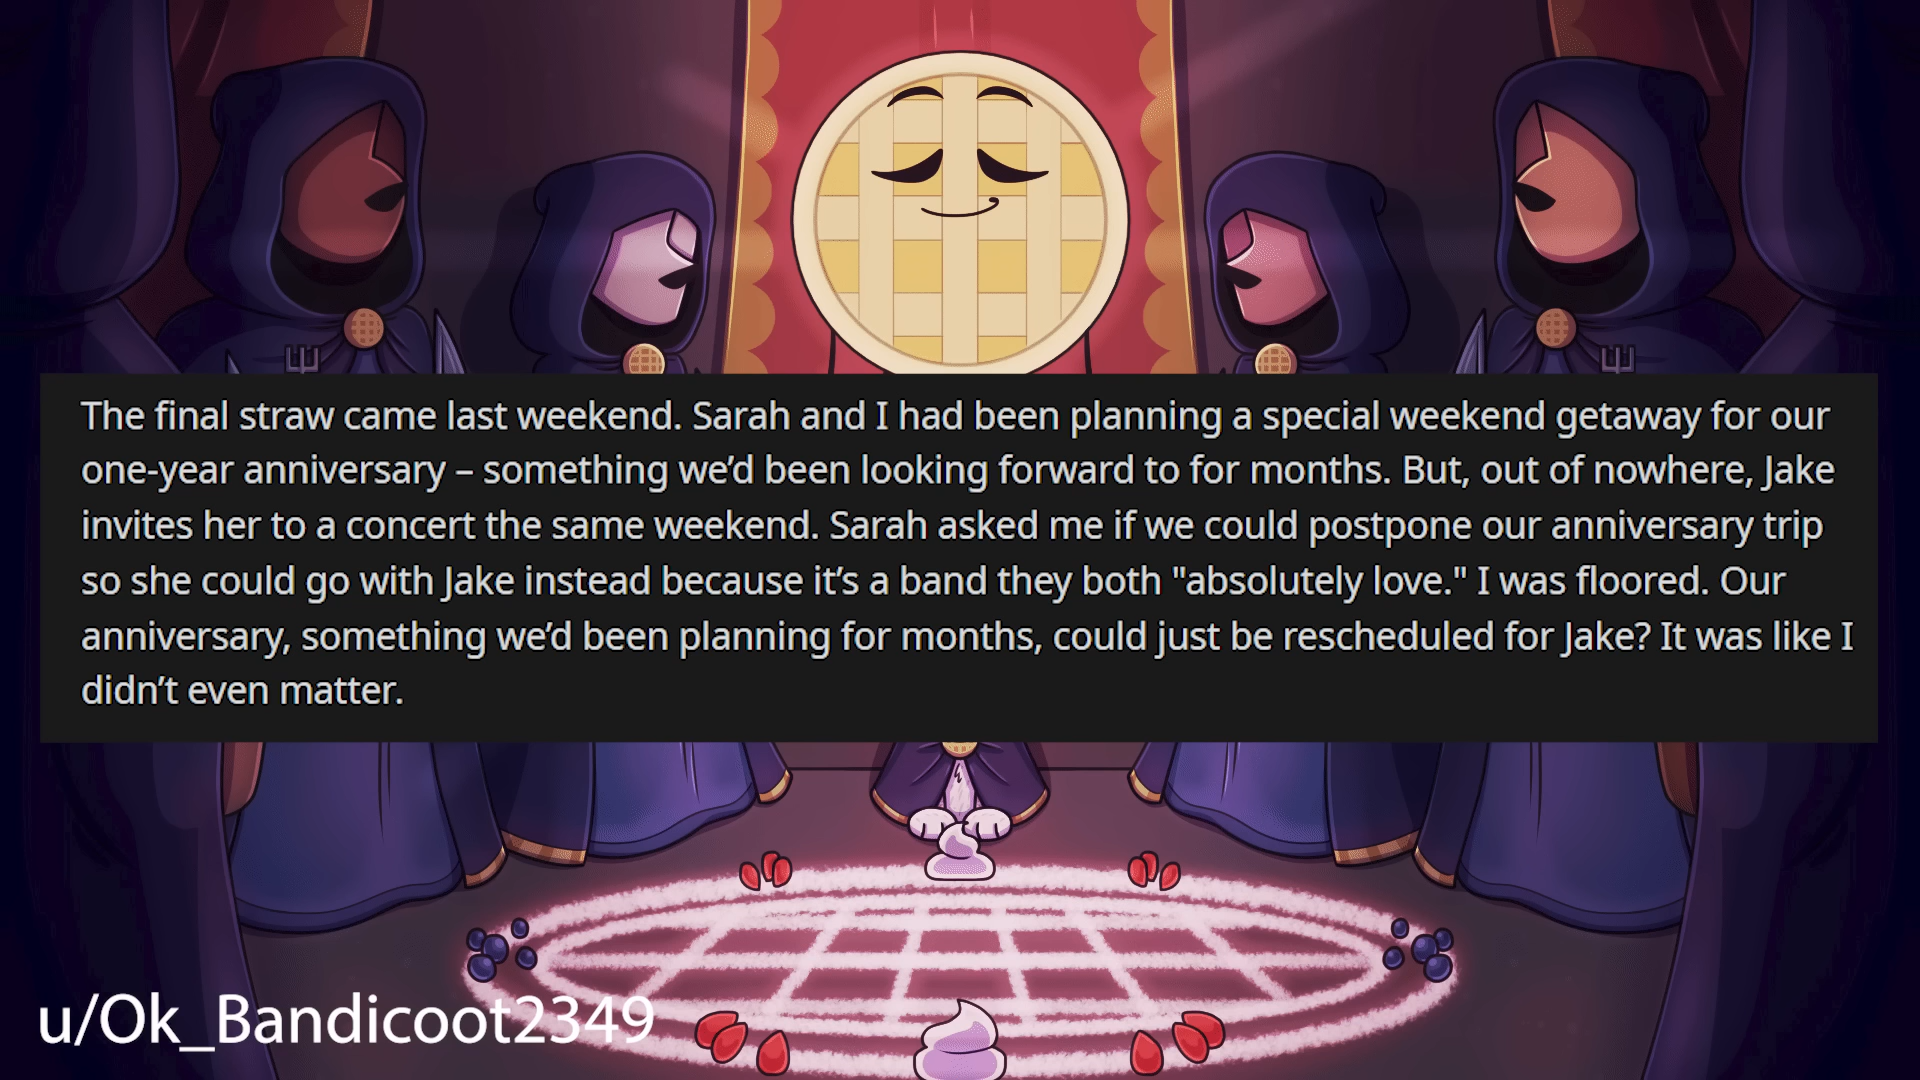 The final straw came last weekend. Sarah and I had been planning a special weekend getaway for our
one-year anniversary – something we’d been looking forward to for months. But, out of nowhere, Jake
invites her to a concert the same weekend. Sarah asked me if we could postpone our anniversary trip
so she could go with Jake instead because it’s a band they both "absolutely love." I was floored. Our
anniversary, something we’d been planning for months, could just be rescheduled for Jake? It was like I
didn’t even matter.
u/Ok_Bandicoot2349